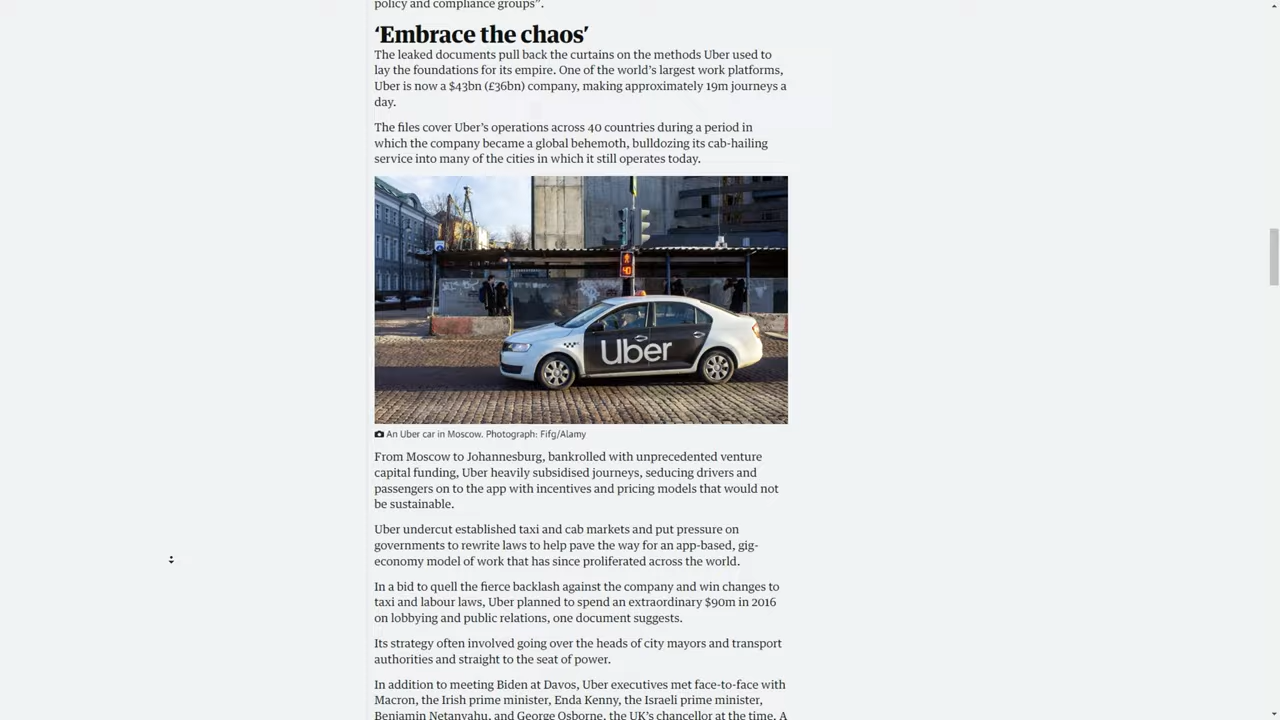 policy and compliance groups”.
‘Embrace the chaos’
The leaked documents pull back the curtains on the methods Uber used to
lay the foundations for its empire. One of the world’s largest work platforms,
Uber is now a $43bn (£36bn) company, making approximately 19m journeys a
day.
The files cover Uber’s operations across 40 countries during a period in
which the company became a global behemoth, bulldozing its cab-hailing
service into many of the cities in which it still operates today.
40
Uber
An Uber car in Moscow. Photograph: Fifg/Alamy
From Moscow to Johannesburg, bankrolled with unprecedented venture
capital funding, Uber heavily subsidised journeys, seducing drivers and
passengers on to the app with incentives and pricing models that would not
be sustainable.
Uber undercut established taxi and cab markets and put pressure on
governments to rewrite laws to help pave the way for an app-based, gig-
economy model of work that has since proliferated across the world.
In a bid to quell the fierce backlash against the company and win changes to
taxi and labour laws, Uber planned to spend an extraordinary $90m in 2016
on lobbying and public relations, one document suggests.
Its strategy often involved going over the heads of city mayors and transport
authorities and straight to the seat of power.
In addition to meeting Biden at Davos, Uber executives met face-to-face with
Macron, the Irish prime minister, Enda Kenny, the Israeli prime minister,
Benjamin Netanyahu, and George Osborne, the UK’s chancellor at the time. A